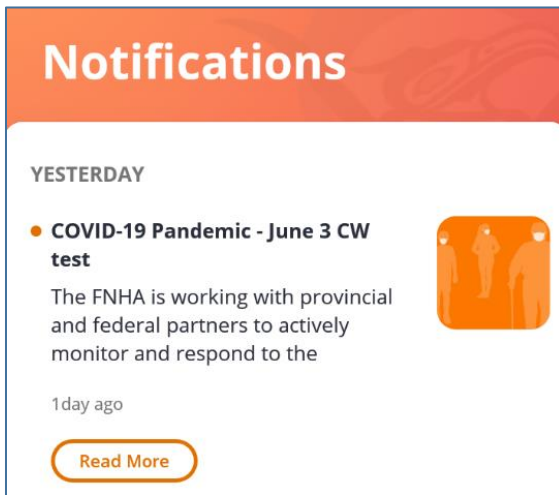 Notifications
YESTERDAY
COVID-19 Pandemic - June 3 CW
test
The FNHA is working with provincial
and federal partners to actively
monitor and respond to the
1day ago
Read More